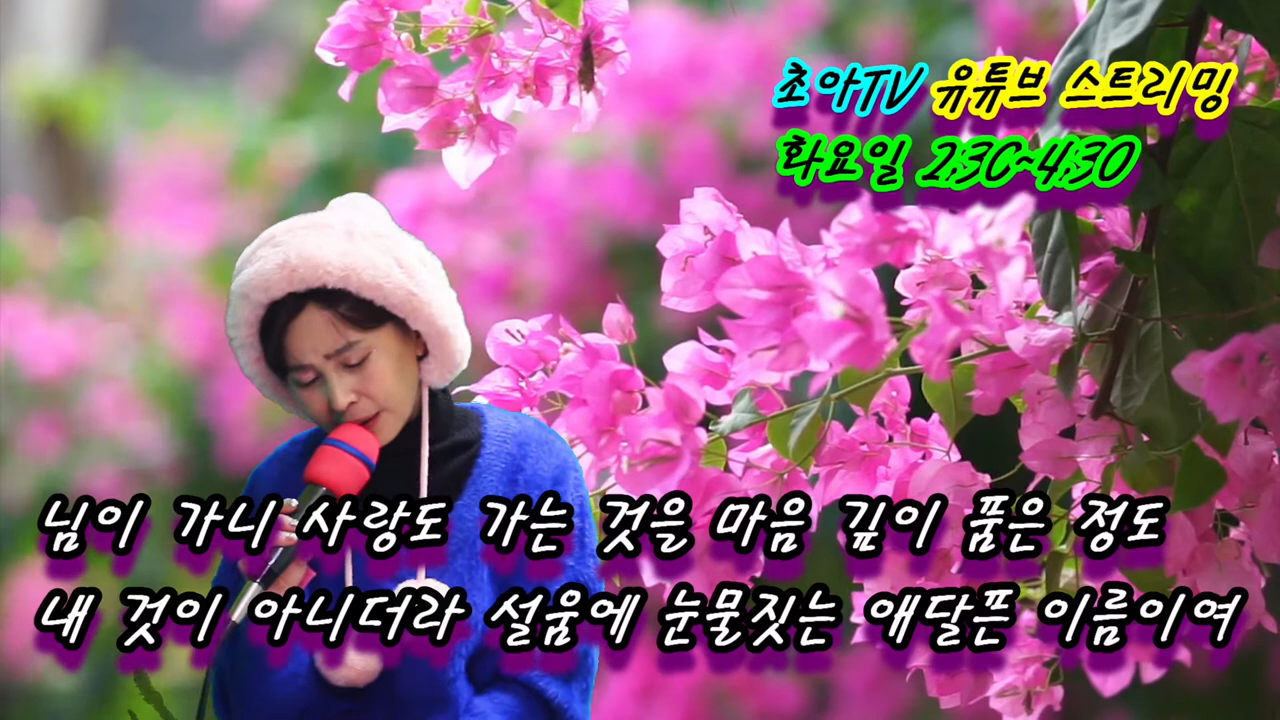 초아TV 유튜브 스트리밍
화요일 2:30~4:30
님이 가니 사랑도 가는 것을 마음 깊이 품은 정도
내 것이 아니더라 설움에 눈물짓는 애달픈 이름이여